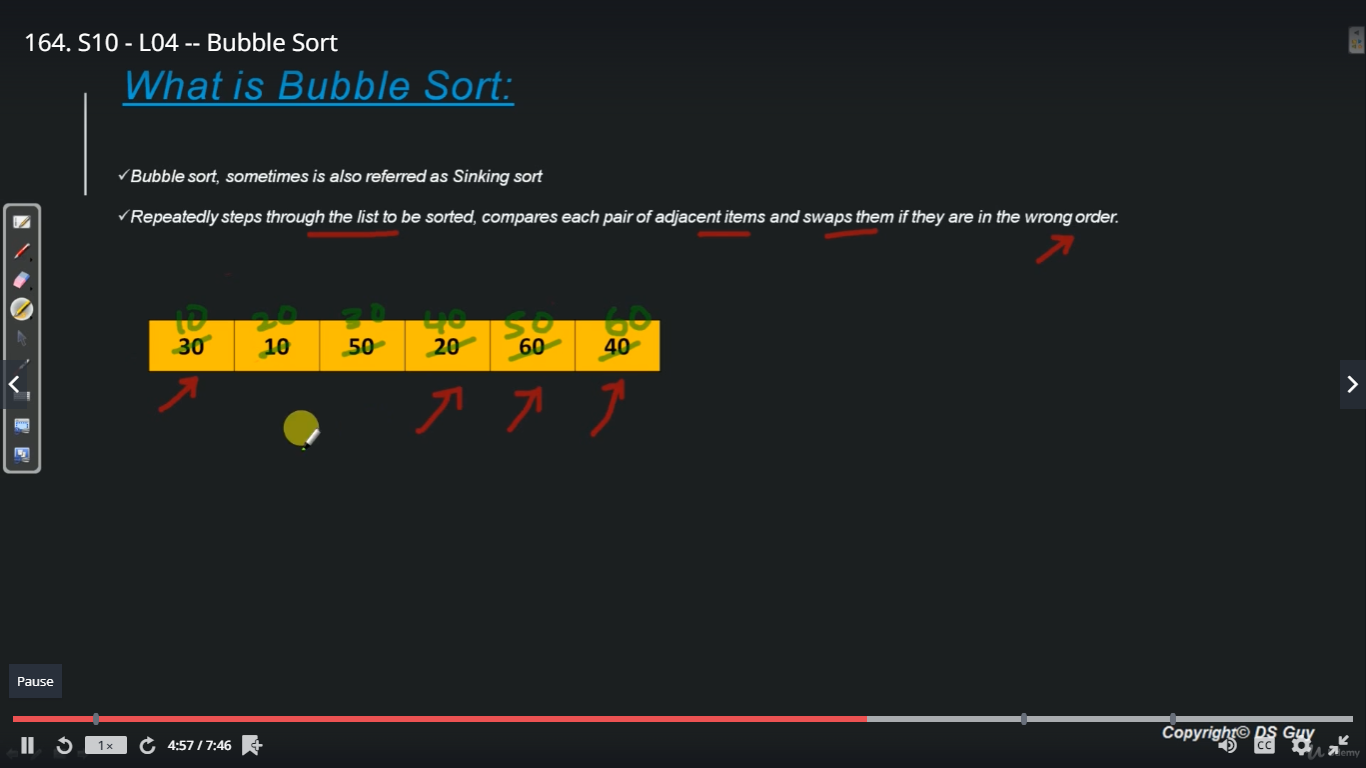 164. S10 - L04 -- Bubble Sort
What is Bubble Sort:
✓Bubble sort, sometimes is also referred as Sinking sort
✓Repeatedly steps through the list to be sorted, compares each pair of adjacent items and swaps them if they are in the wrong order.
10 20 30 40 50 60
30 10 50 20 60 40
Pause
Copyright© DS Guy
1x 4:57 / 7:46 CC